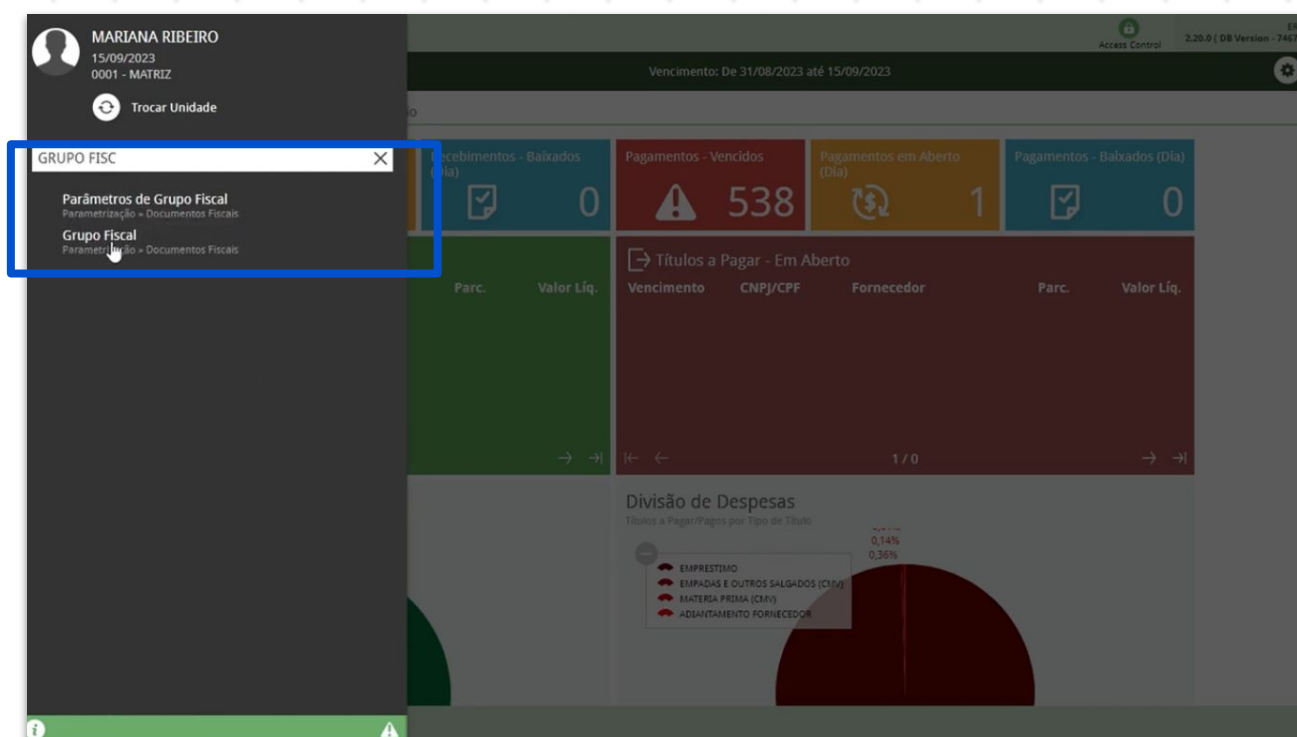 MARIANA RIBEIRO
15/09/2023
0001 - MATRIZ
Trocar Unidade
GRUPO FISC
Parâmetros de Grupo Fiscal
Parametrização » Documentos Fiscais
Grupo Fiscal
Parametrização » Documentos Fiscais
Access Control
2.20.0 ( DB Version - 7467
Vencimento: De 31/08/2023 até 15/09/2023
Recebimentos - Baixados (Dia)
0
Pagamentos - Vencidos
538
Pagamentos em Aberto (Dia)
1
Pagamentos - Baixados (Dia)
0
Parc. Valor Líq.
Títulos a Pagar - Em Aberto
Vencimento CNPJ/CPF Fornecedor Parc. Valor Líq.
1 / 0
Divisão de Despesas
Títulos a Pagar/Pagos por Tipo de Título
0,14%
0,36%
EMPRESTIMO
EMPADAS E OUTROS SALGADOS (CMV)
MATERIA PRIMA (CMV)
ADIANTAMENTO FORNECEDOR